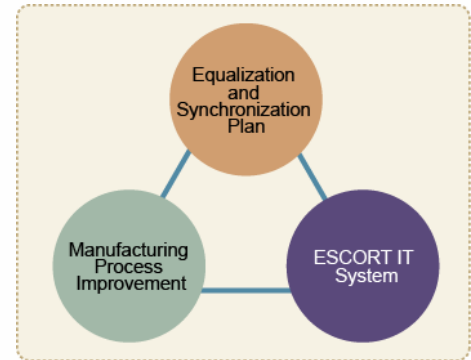 Equalization
and
Synchronization
Plan
Manufacturing
Process
Improvement
ESCORT IT
System